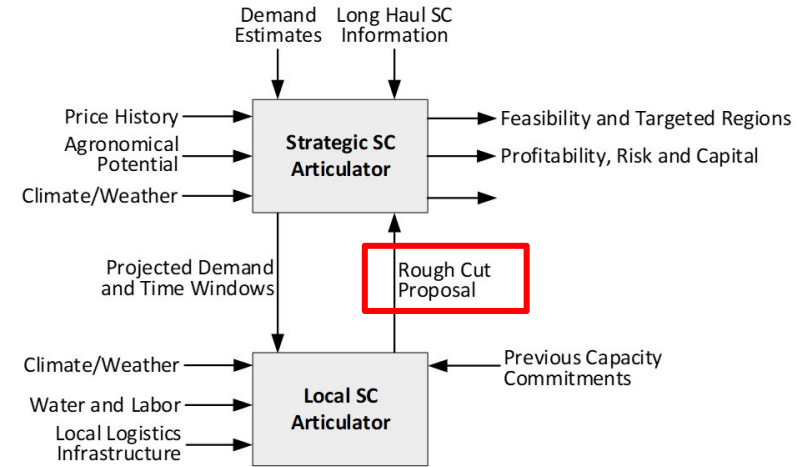 Demand
Estimates
Long Haul SC
Information
Price History
Agronomical
Potential
Climate/Weather
Strategic SC
Articulator
Feasibility and Targeted Regions
Profitability, Risk and Capital
Projected Demand
and Time Windows
Rough Cut
Proposal
Climate/Weather
Water and Labor
Local Logistics
Infrastructure
Local SC
Articulator
Previous Capacity
Commitments